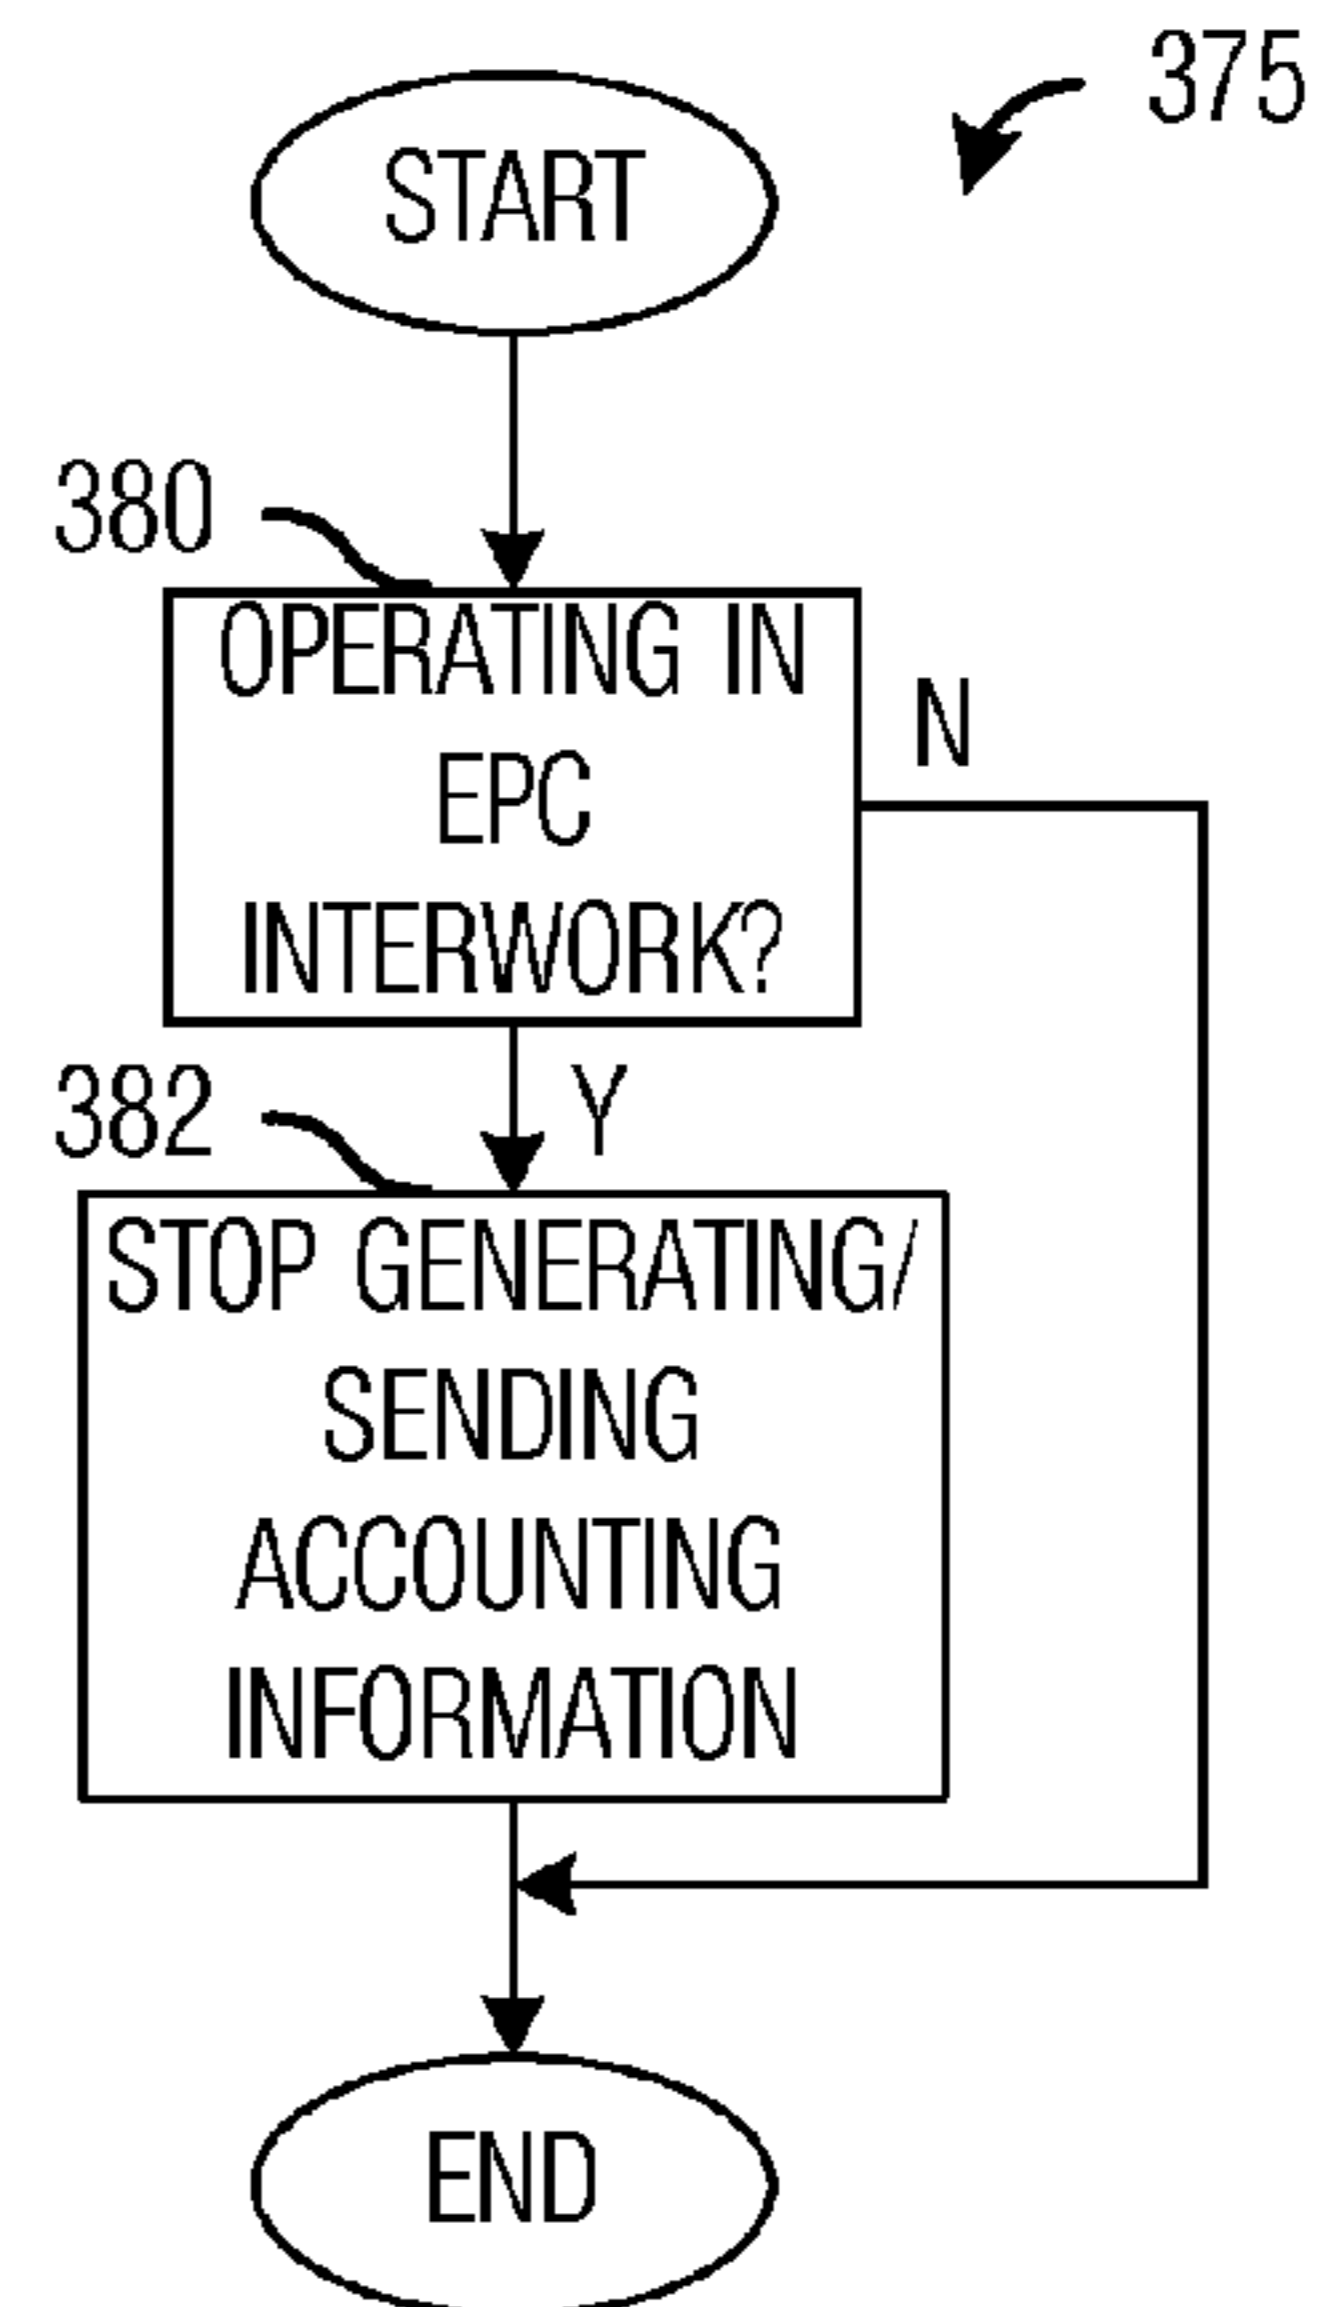 375
START
380
OPERATING IN
EPC
INTERWORK?
N
382
Y
STOP GENERATING/
SENDING
ACCOUNTING
INFORMATION
END